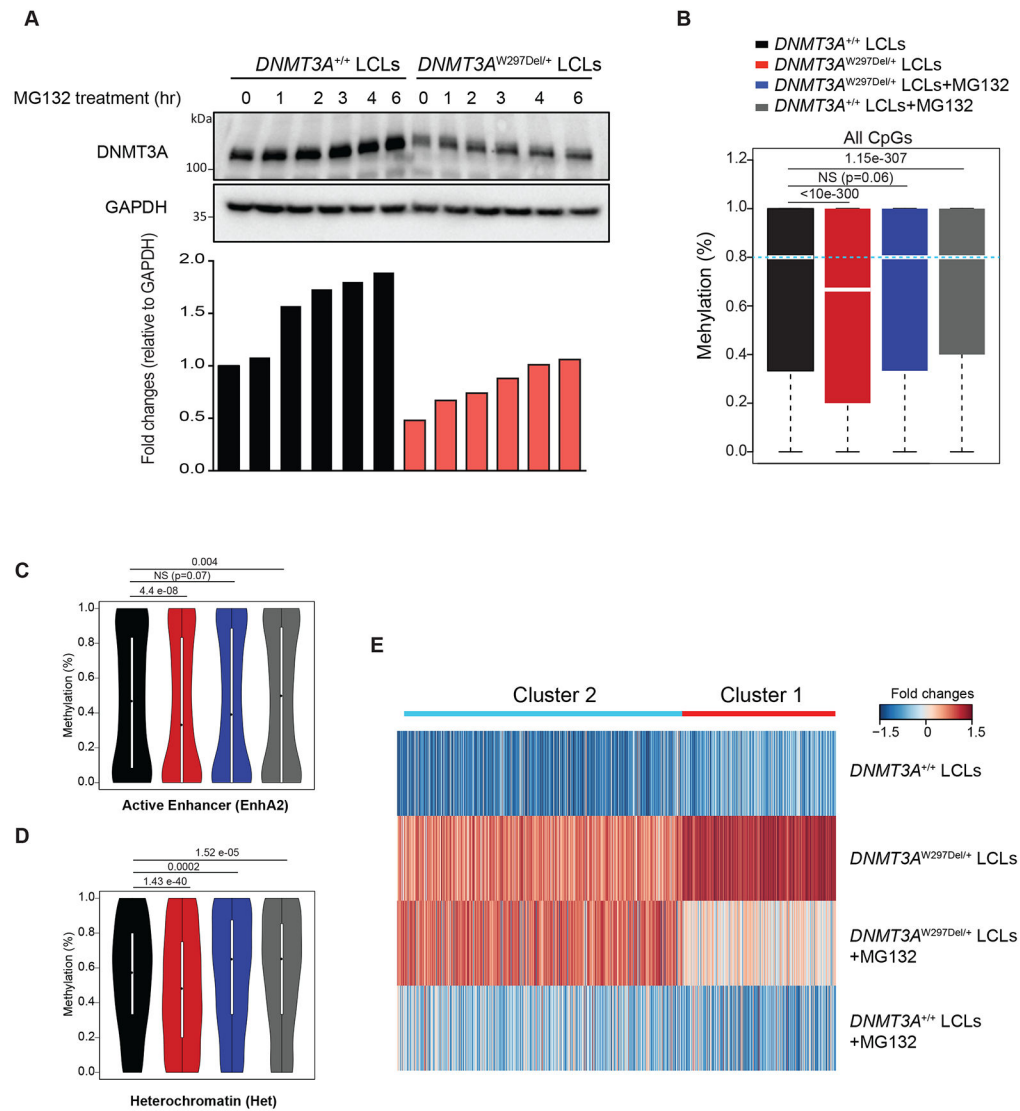 A
DNMT3A+/+ LCLs DNMT3AW297Del/+ LCLs
MG132 treatment (hr) 0 1 2 3 4 6 0 1 2 3 4 6
kDa
DNMT3A
100
GAPDH
35
Fold changes (relative to GAPDH)
2.0
1.5
1.0
0.5
0.0
B
DNMT3A+/+ LCLs
DNMT3AW297Del/+ LCLs
DNMT3AW297Del/+ LCLs+MG132
DNMT3A+/+ LCLs+MG132
All CpGs
Mehylation (%)
1.2
1.0
0.8
0.6
0.4
0.2
0.0
1.15e-307
NS (p=0.06)
<10e-300
C
0.004
NS (p=0.07)
4.4 e-08
Methylation (%)
1.0
0.8
0.6
0.4
0.2
0.0
Active Enhancer (EnhA2)
D
1.52 e-05
0.0002
1.43 e-40
Methylation (%)
1.0
0.8
0.6
0.4
0.2
0.0
Heterochromatin (Het)
E
Cluster 2 Cluster 1
Fold changes
−1.5 0 1.5
DNMT3A+/+ LCLs
DNMT3AW297Del/+ LCLs
DNMT3AW297Del/+ LCLs
+MG132
DNMT3A+/+ LCLs
+MG132